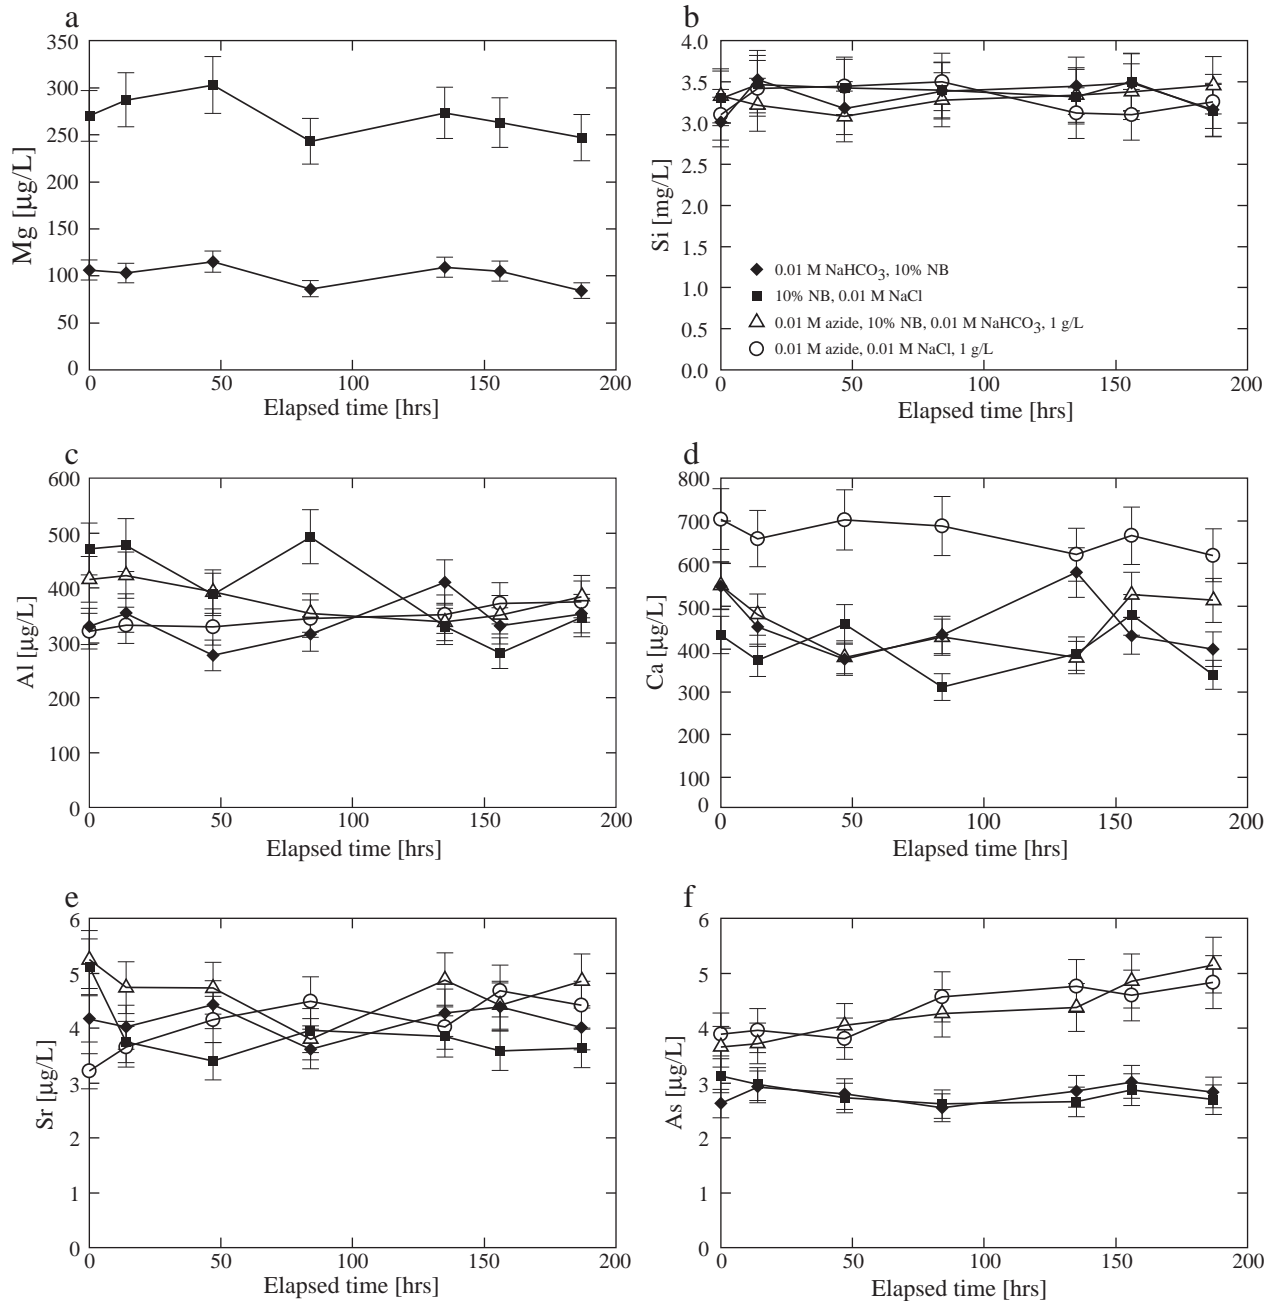 a
350
300
250
200
150
100
50
0
Mg [µg/L]
0 50 100 150 200
Elapsed time [hrs]
b
4.0
3.5
3.0
2.5
2.0
1.5
1.0
0.5
0.0
Si [mg/L]
0.01 M NaHCO3, 10% NB
10% NB, 0.01 M NaCl
0.01 M azide, 10% NB, 0.01 M NaHCO3, 1 g/L
0.01 M azide, 0.01 M NaCl, 1 g/L
0 50 100 150 200
Elapsed time [hrs]
c
600
500
400
300
200
100
0
Al [µg/L]
0 50 100 150 200
Elapsed time [hrs]
d
800
700
600
500
400
300
200
100
0
Ca [µg/L]
0 50 100 150 200
Elapsed time [hrs]
e
6
5
4
3
2
1
0
Sr [µg/L]
0 50 100 150 200
Elapsed time [hrs]
f
6
5
4
3
2
1
0
As [µg/L]
0 50 100 150 200
Elapsed time [hrs]